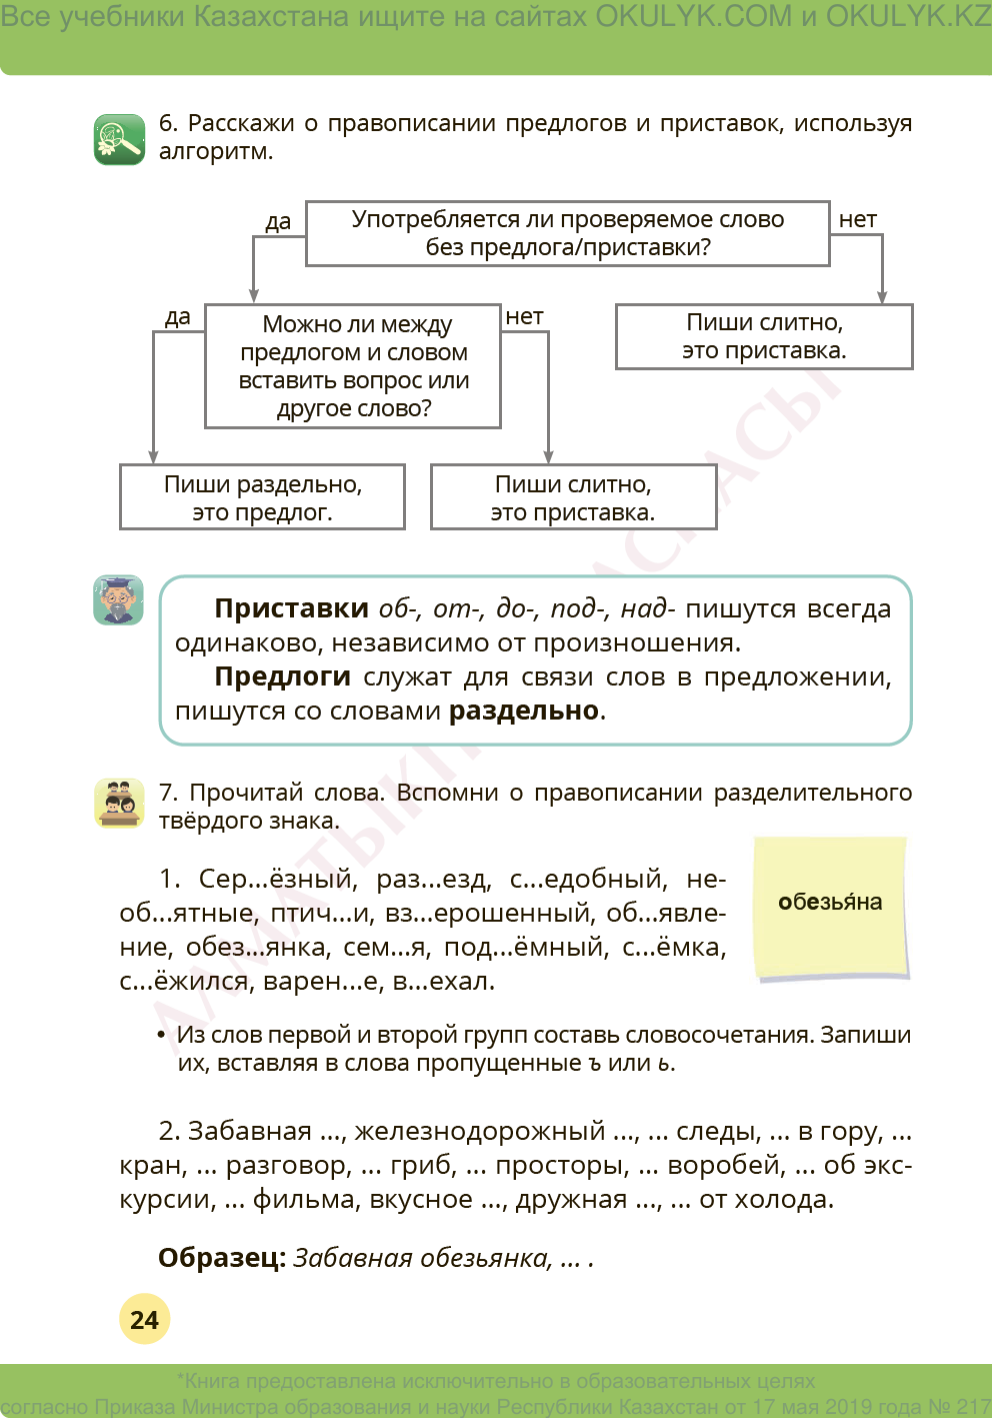 Все учебники Казахстана ищите на сайтах OKULYK.COM и OKULYK.KZ
6. Расскажи о правописании предлогов и приставок, используя
алгоритм.
да
Употребляется ли проверяемое слово
без предлога/приставки?
нет
да
Можно ли между
предлогом и словом
вставить вопрос или
другое слово?
нет
Пиши слитно,
это приставка.
Пиши раздельно,
это предлог.
Пиши слитно,
это приставка.
Приставки об-, от-, до-, под-, над- пишутся всегда
одинаково, независимо от произношения.
Предлоги служат для связи слов в предложении,
пишутся со словами раздельно.
7. Прочитай слова. Вспомни о правописании разделительного
твёрдого знака.
1. Сер...ёзный, раз...езд, с...едобный, не-
об...ятные, птич...и, вз...ерошенный, об...явле-
ние, обез...янка, сем...я, под...ёмный, с...ёмка,
с...ёжился, варен...е, в...ехал.
обезья́на
• Из слов первой и второй групп составь словосочетания. Запиши
их, вставляя в слова пропущенные ъ или ь.
2. Забавная ..., железнодорожный ..., ... следы, ... в гору, ...
кран, ... разговор, ... гриб, ... просторы, ... воробей, ... об экс-
курсии, ... фильма, вкусное ..., дружная ..., ... от холода.
Образец: Забавная обезьянка, ... .
24
*Книга предоставлена исключительно в образовательных целях
согласно Приказа Министра образования и науки Республики Казахстан от 17 мая 2019 года № 217